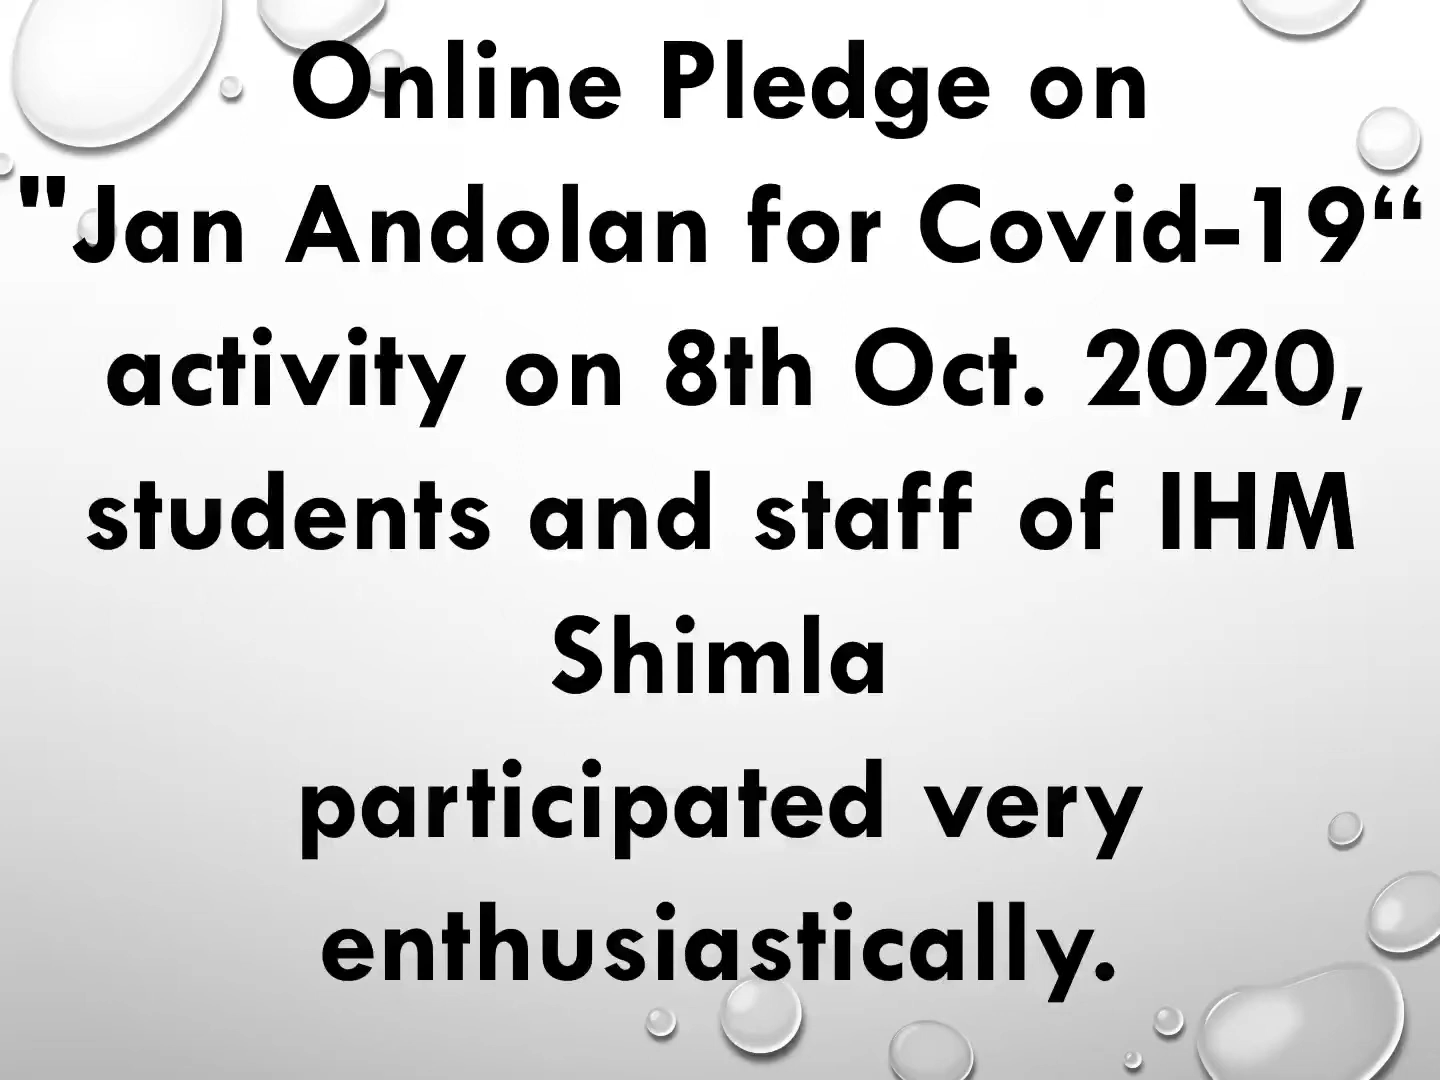 Online Pledge on
"Jan Andolan for Covid-19“
activity on 8th Oct. 2020,
students and staff of IHM
Shimla
participated very
enthusiastically.